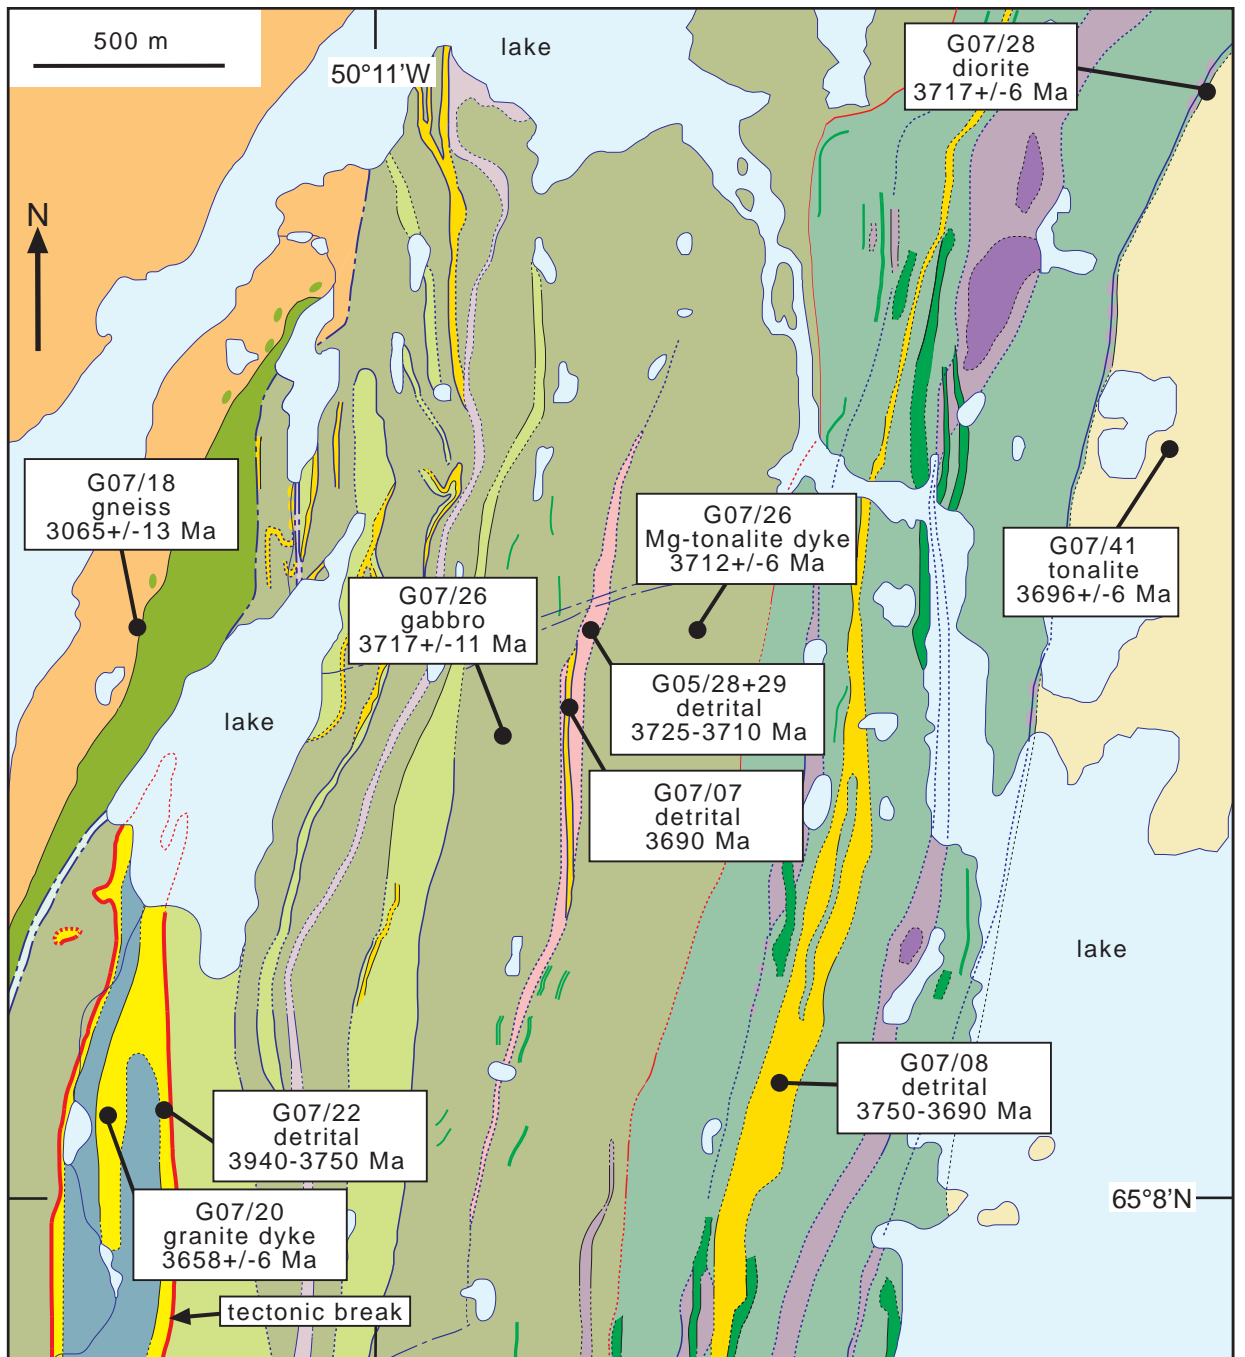 500 m
50°11'W
lake
G07/28
diorite
3717+/-6 Ma
N
G07/18
gneiss
3065+/-13 Ma
G07/26
Mg-tonalite dyke
3712+/-6 Ma
G07/41
tonalite
3696+/-6 Ma
G07/26
gabbro
3717+/-11 Ma
G05/28+29
detrital
3725-3710 Ma
lake
G07/07
detrital
3690 Ma
lake
G07/08
detrital
3750-3690 Ma
G07/22
detrital
3940-3750 Ma
65°8'N
G07/20
granite dyke
3658+/-6 Ma
tectonic break